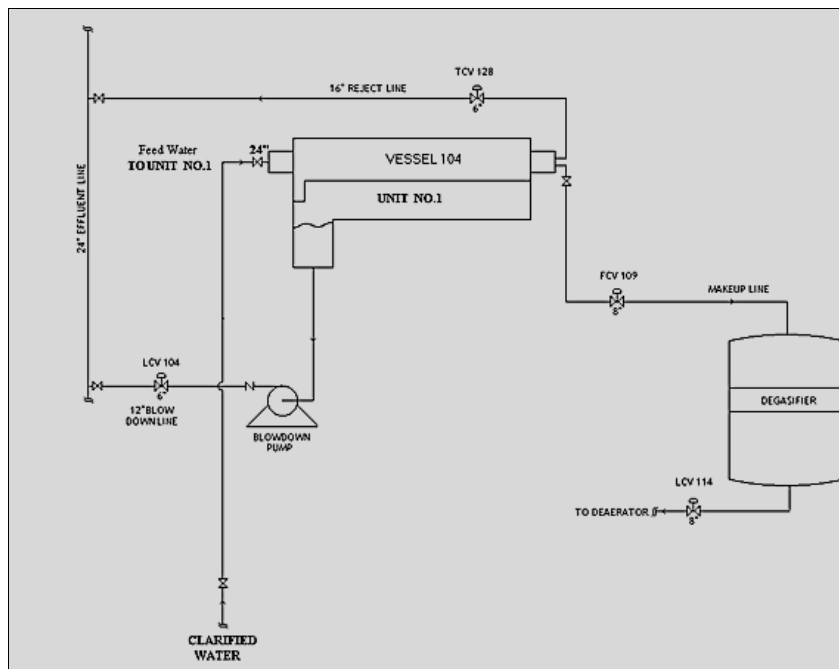 TCV 128
6"
16" REJECT LINE
Feed Water
TO UNIT NO.1
24"
VESSEL 104
UNIT NO.1
24" EFFLUENT LINE
FCV 109
8"
MAKEUP LINE
LCV 104
6"
12" BLOW
DOWN LINE
BLOWDOWN
PUMP
DEGASIFIER
LCV 114
8"
TO DEAERATOR
CLARIFIED
WATER